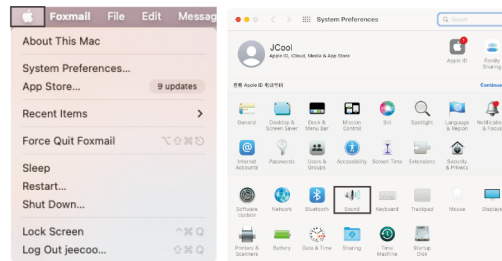 Foxmail File Edit Messag
About This Mac
System Preferences...
App Store... 9 updates
Recent Items
Force Quit Foxmail ⌥⇧⌘⎋
Sleep
Restart...
Shut Down...
Lock Screen ⌃⌘Q
Log Out jeecoo... ⇧⌘Q
System Preferences
Search
JCool
Apple ID, iCloud, Media & App Store
Apple ID
Family Sharing
Apple ID
Continue
General
Desktop & Screen Saver
Dock & Menu Bar
Mission Control
Siri
Spotlight
Language & Region
Notification & Focus
Internet Accounts
Passwords
Users & Groups
Accessibility
Screen Time
Extensions
Security & Privacy
Software Update
Network
Bluetooth
Sound
Keyboard
Trackpad
Mouse
Displays
Printers & Scanners
Battery
Date & Time
Sharing
Time Machine
Startup Disk